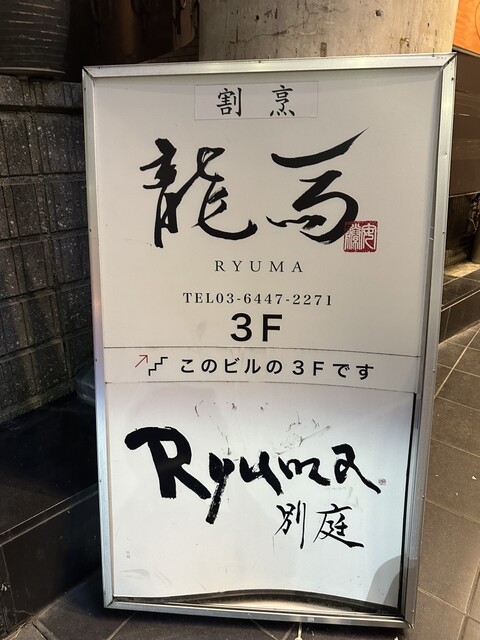 割烹
龍馬
RYUMA
TEL03-6447-2271
3F
このビルの3Fです
Ryuma
別庭